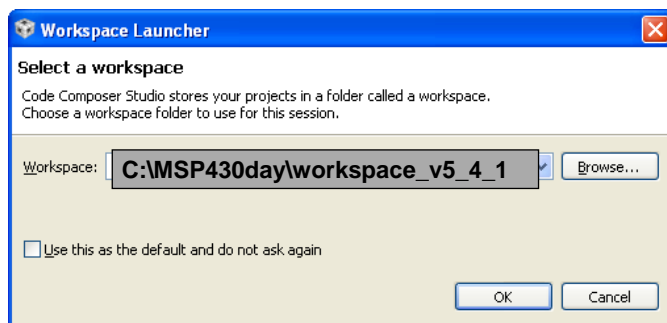 Workspace Launcher
Select a workspace
Code Composer Studio stores your projects in a folder called a workspace.
Choose a workspace folder to use for this session.
Workspace: C:\MSP430day\workspace_v5_4_1 Browse...
Use this as the default and do not ask again
OK Cancel